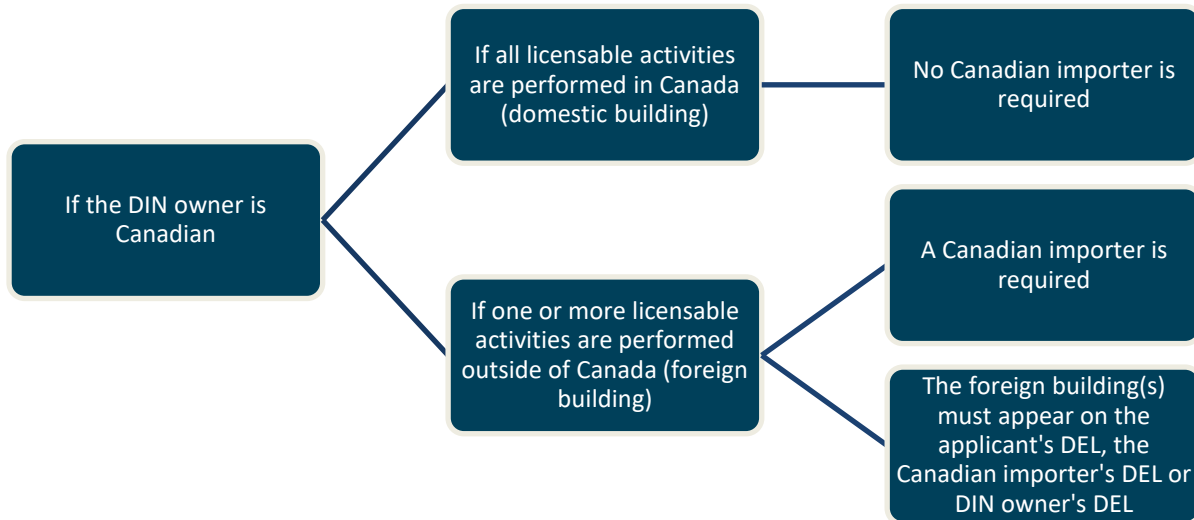 If the DIN owner is
Canadian
If all licensable activities
are performed in Canada
(domestic building)
No Canadian importer is
required
If one or more licensable
activities are performed
outside of Canada (foreign
building)
A Canadian importer is
required
The foreign building(s)
must appear on the
applicant's DEL, the
Canadian importer's DEL or
DIN owner's DEL